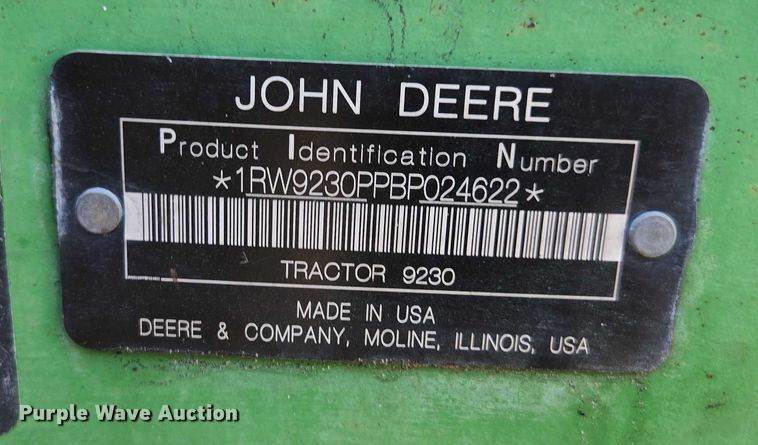 JOHN DEERE
Product Identification Number
*1RW9230PPBP024622*
TRACTOR 9230
MADE IN USA
DEERE & COMPANY, MOLINE, ILLINOIS, USA
Purple Wave Auction